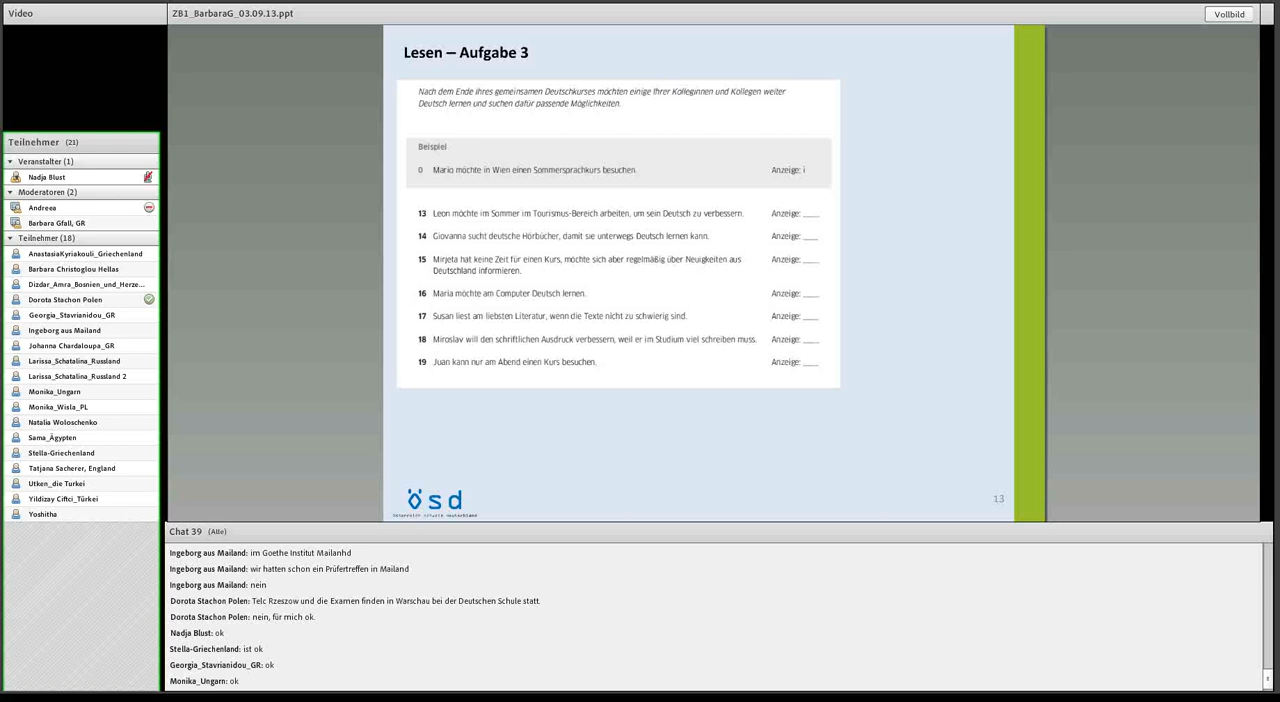 Video
ZB1_BarbaraG_03.09.13.ppt
Vollbild
Teilnehmer (21)
Veranstalter (1)
Nadja Blust
Moderatoren (2)
Andreea
Barbara Gfall, GR
Teilnehmer (18)
AnastasiaKyriakouli_Griechenland
Barbara Christoglou Hellas
Dizdar_Amra_Bosnien_und_Herze...
Dorota Stachon Polen
Georgia_Stavrianidou_GR
Ingeborg aus Mailand
Johanna Chardaloupa_GR
Larissa_Schatalina_Russland
Larissa_Schatalina_Russland 2
Monika_Ungarn
Monika_Wisla_PL
Natalia Woloschenko
Sama_Ägypten
Stella-Griechenland
Tatjana Sacherer, England
Utken_die Turkei
Yildizay Ciftci_Türkei
Yoshitha
Lesen – Aufgabe 3
Nach dem Ende Ihres gemeinsamen Deutschkurses möchten einige Ihrer Kolleginnen und Kollegen weiter
Deutsch lernen und suchen dafür passende Möglichkeiten.
Beispiel
0 Maria möchte in Wien einen Sommersprachkurs besuchen. Anzeige: i
13 Leon möchte im Sommer im Tourismus-Bereich arbeiten, um sein Deutsch zu verbessern. Anzeige: ____
14 Giovanna sucht deutsche Hörbücher, damit sie unterwegs Deutsch lernen kann. Anzeige: ____
15 Mirjeta hat keine Zeit für einen Kurs, möchte sich aber regelmäßig über Neuigkeiten aus Anzeige: ____
Deutschland informieren.
16 Maria möchte am Computer Deutsch lernen. Anzeige: ____
17 Susan liest am liebsten Literatur, wenn die Texte nicht zu schwierig sind. Anzeige: ____
18 Miroslav will den schriftlichen Ausdruck verbessern, weil er im Studium viel schreiben muss. Anzeige: ____
19 Juan kann nur am Abend einen Kurs besuchen. Anzeige: ____
ösd
österreich schweiz deutschland
13
Chat 39 (Alle)
Ingeborg aus Mailand: im Goethe Institut Mailanhd
Ingeborg aus Mailand: wir hatten schon ein Prüfertreffen in Mailand
Ingeborg aus Mailand: nein
Dorota Stachon Polen: Telc Rzeszow und die Examen finden in Warschau bei der Deutschen Schule statt.
Dorota Stachon Polen: nein, für mich ok.
Nadja Blust: ok
Stella-Griechenland: ist ok
Georgia_Stavrianidou_GR: ok
Monika_Ungarn: ok